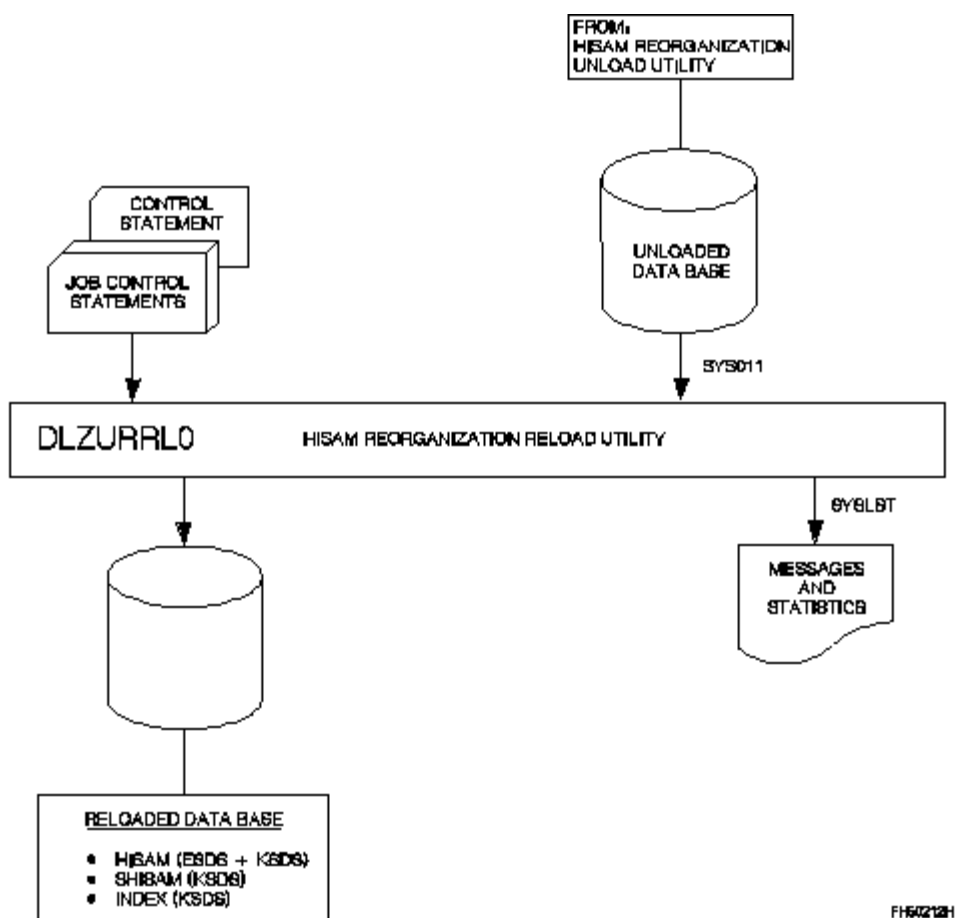 FROM:
HISAM REORGANIZATION
UNLOAD UTILITY
CONTROL
STATEMENT
JOB CONTROL
STATEMENTS
UNLOADED
DATA BASE
SYS011
DLZURRL0
HISAM REORGANIZATION RELOAD UTILITY
SYSLST
MESSAGES
AND
STATISTICS
RELOADED DATA BASE
• HISAM (ESDS + KSDS)
• SHISAM (KSDS)
• INDEX (KSDS)
FH50212H